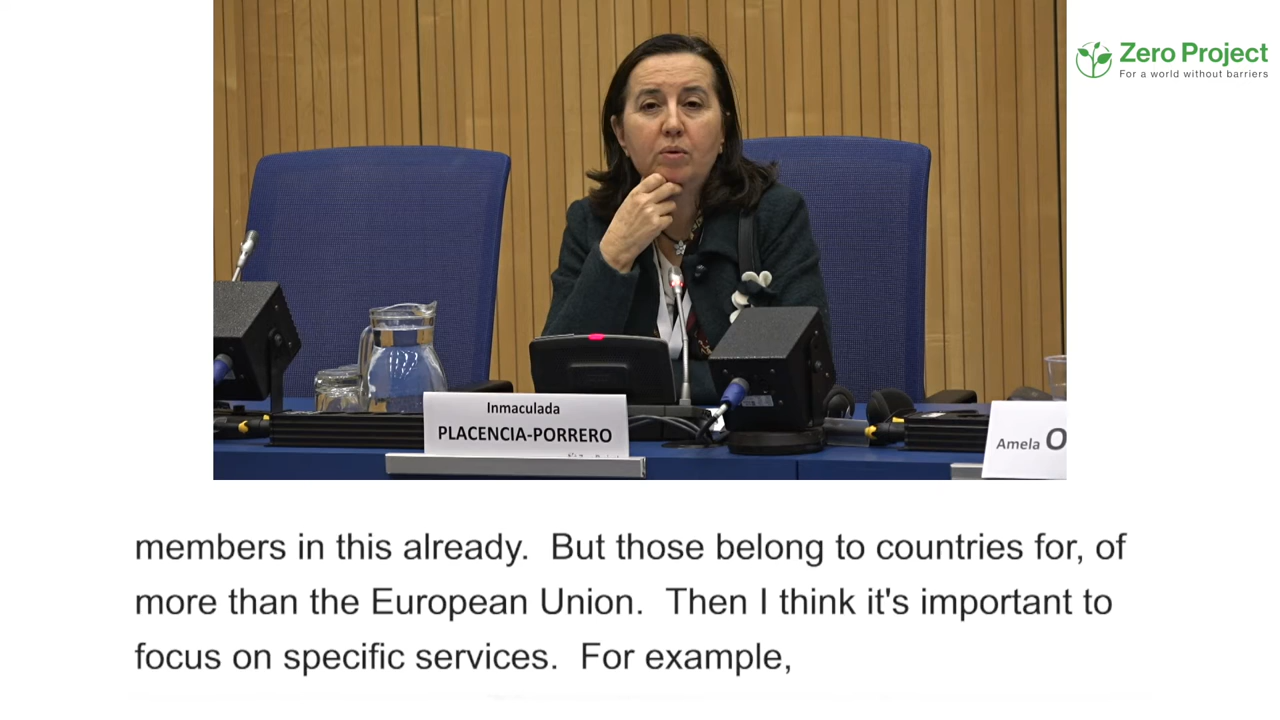 Zero Project
For a world without barriers
Inmaculada
PLACENCIA-PORRERO
Amela O
members in this already.  But those belong to countries for, of
more than the European Union.  Then I think it's important to
focus on specific services.  For example,